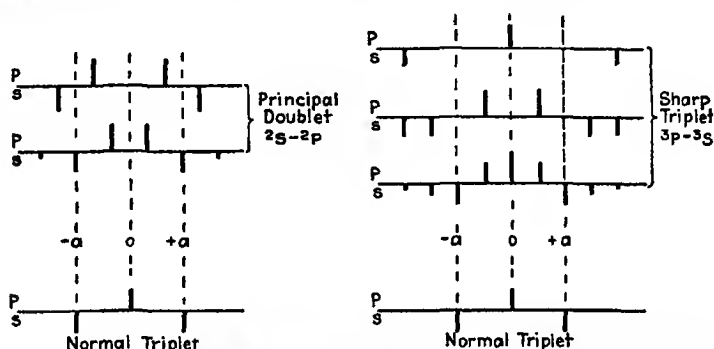 P
s
P
s
Principal
Doublet
²S-²P
-a o +a
P
s
Normal Triplet
P
s
P
s
P
s
Sharp
Triplet
³P-³S
-a o +a
P
s
Normal Triplet